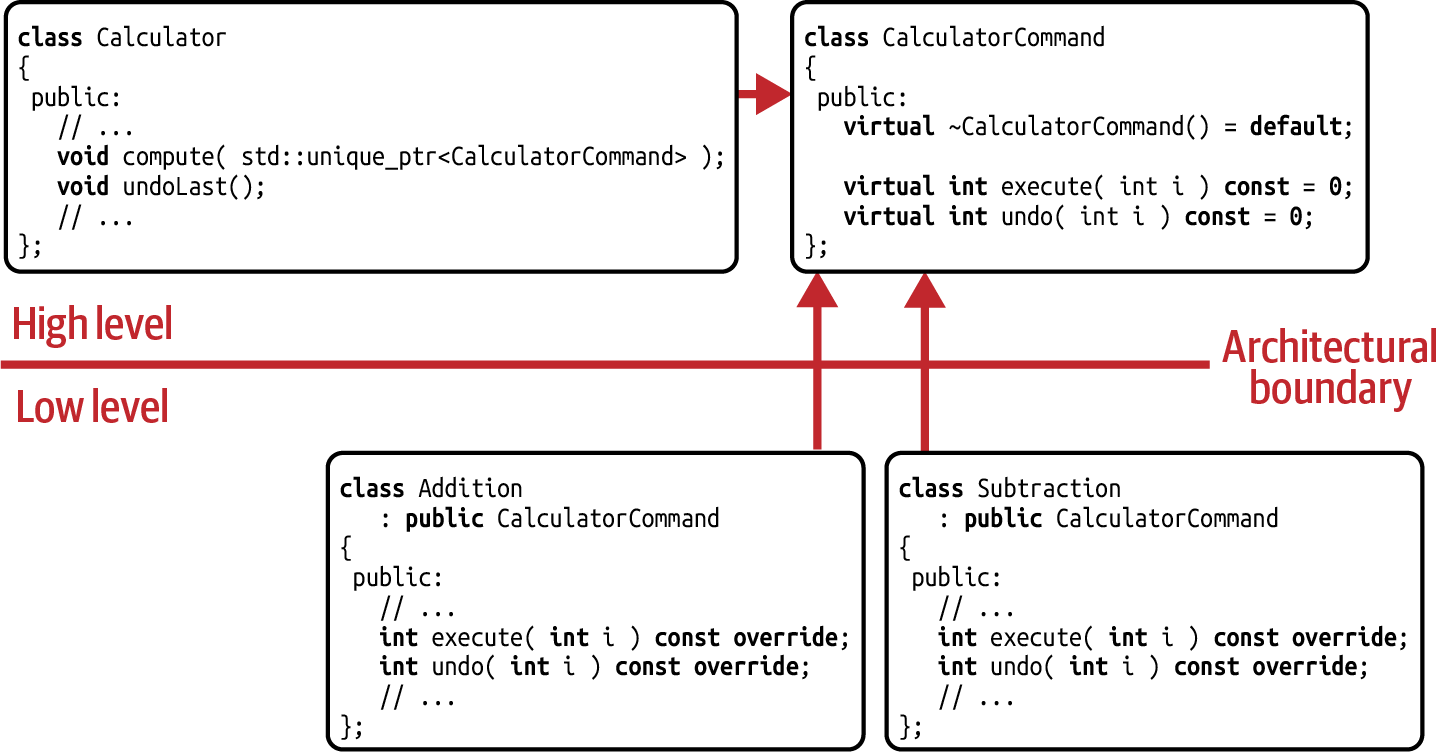 class Calculator
{
 public:
   // ...
   void compute( std::unique_ptr<CalculatorCommand> );
   void undoLast();
   // ...
};
class CalculatorCommand
{
 public:
   virtual ~CalculatorCommand() = default;

   virtual int execute( int i ) const = 0;
   virtual int undo( int i ) const = 0;
};
High level
Low level
Architectural
boundary
class Addition
   : public CalculatorCommand
{
 public:
   // ...
   int execute( int i ) const override;
   int undo( int i ) const override;
   // ...
};
class Subtraction
   : public CalculatorCommand
{
 public:
   // ...
   int execute( int i ) const override;
   int undo( int i ) const override;
   // ...
};